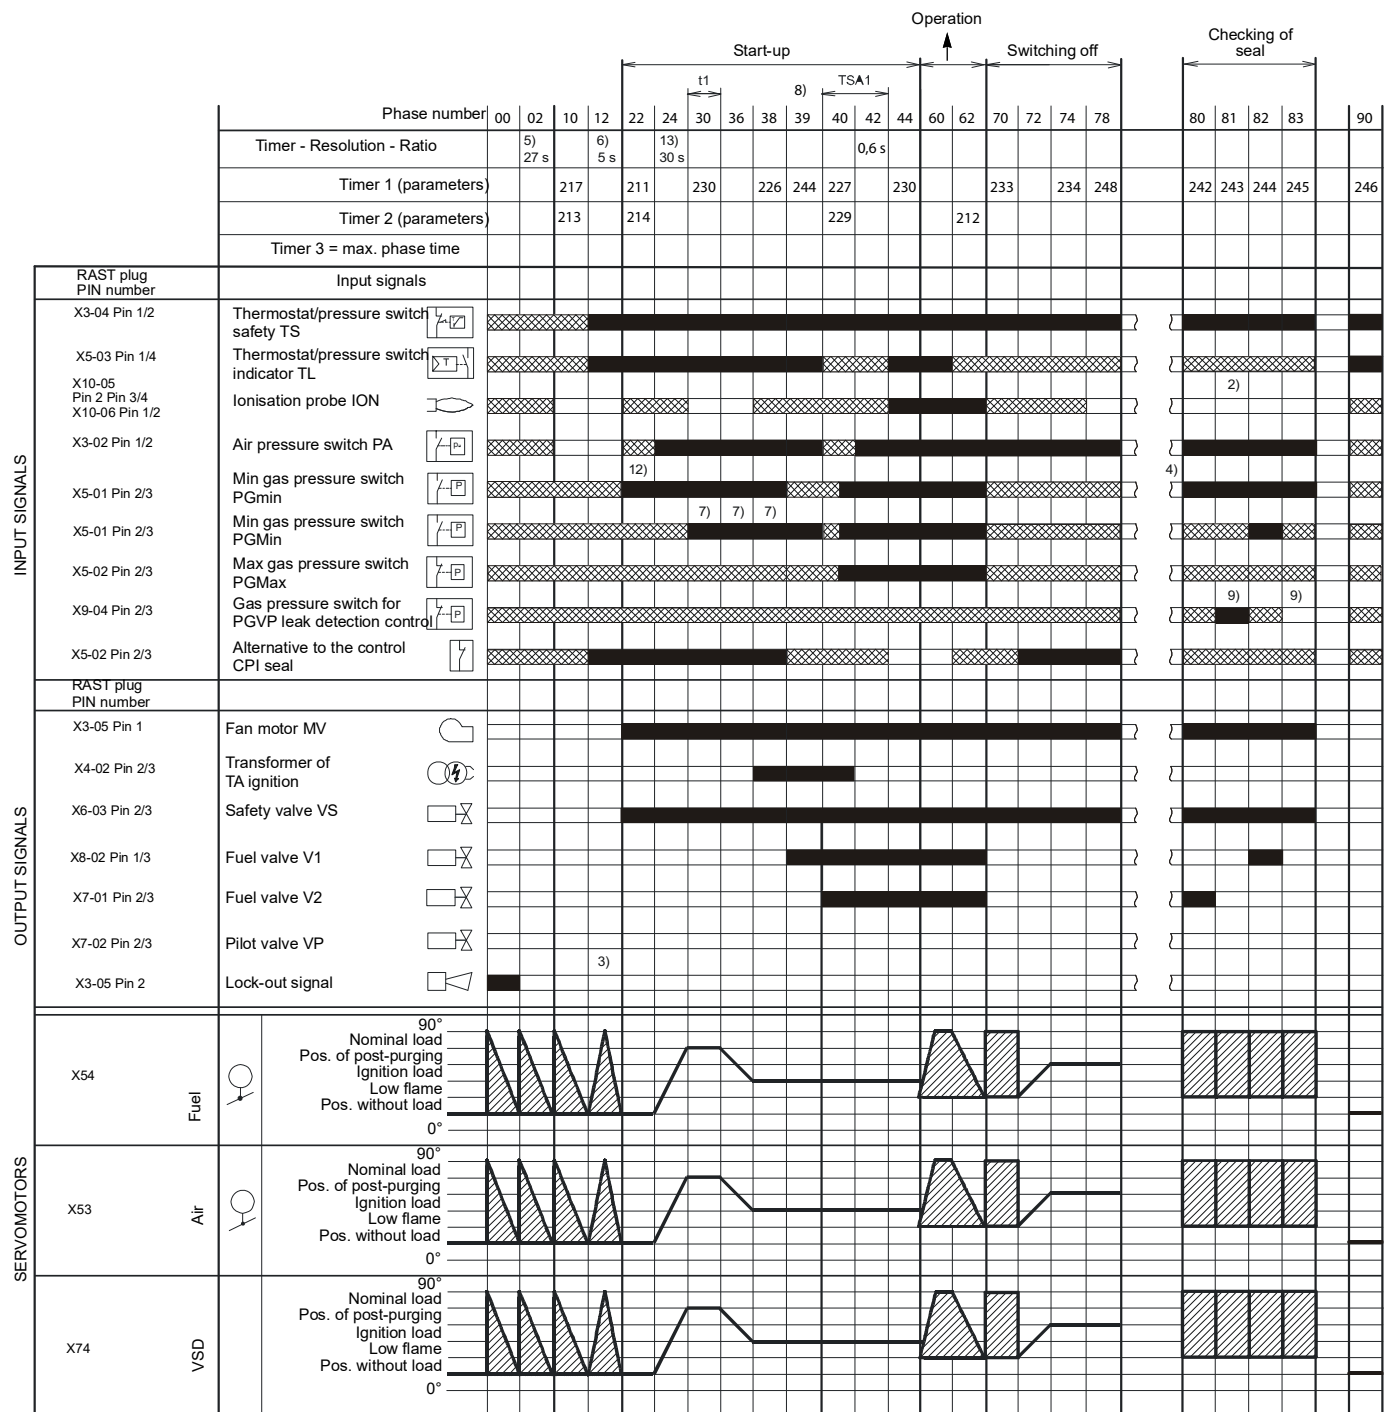 Operation
Start-up
Switching off
Checking of
seal
t1
8)
TSA1
Phase number 00 02 10 12 22 24 30 36 38 39 40 42 44 60 62 70 72 74 78 80 81 82 83 90
Timer - Resolution - Ratio 5) 27 s 6) 5 s 13) 30 s 0,6 s
Timer 1 (parameters) 217 211 230 226 244 227 230 233 234 248 242 243 244 245 246
Timer 2 (parameters) 213 214 229 212
Timer 3 = max. phase time
RAST plug
PIN number
Input signals
INPUT SIGNALS
X3-04 Pin 1/2
Thermostat/pressure switch
safety TS
X5-03 Pin 1/4
Thermostat/pressure switch
indicator TL
T
X10-05
Pin 2 Pin 3/4
X10-06 Pin 1/2
Ionisation probe ION
2)
X3-02 Pin 1/2
Air pressure switch PA
P
12)
4)
X5-01 Pin 2/3
Min gas pressure switch
PGmin
P
7) 7) 7)
X5-01 Pin 2/3
Min gas pressure switch
PGMin
P
X5-02 Pin 2/3
Max gas pressure switch
PGMax
P
9) 9)
X9-04 Pin 2/3
Gas pressure switch for
PGVP leak detection control
P
X5-02 Pin 2/3
Alternative to the control
CPI seal
RAST plug
PIN number
OUTPUT SIGNALS
X3-05 Pin 1
Fan motor MV
X4-02 Pin 2/3
Transformer of
TA ignition
X6-03 Pin 2/3
Safety valve VS
X8-02 Pin 1/3
Fuel valve V1
X7-01 Pin 2/3
Fuel valve V2
X7-02 Pin 2/3
Pilot valve VP
3)
X3-05 Pin 2
Lock-out signal
SERVOMOTORS
X54
Fuel
90°
Nominal load
Pos. of post-purging
Ignition load
Low flame
Pos. without load
0°
X53
Air
90°
Nominal load
Pos. of post-purging
Ignition load
Low flame
Pos. without load
0°
X74
VSD
90°
Nominal load
Pos. of post-purging
Ignition load
Low flame
Pos. without load
0°